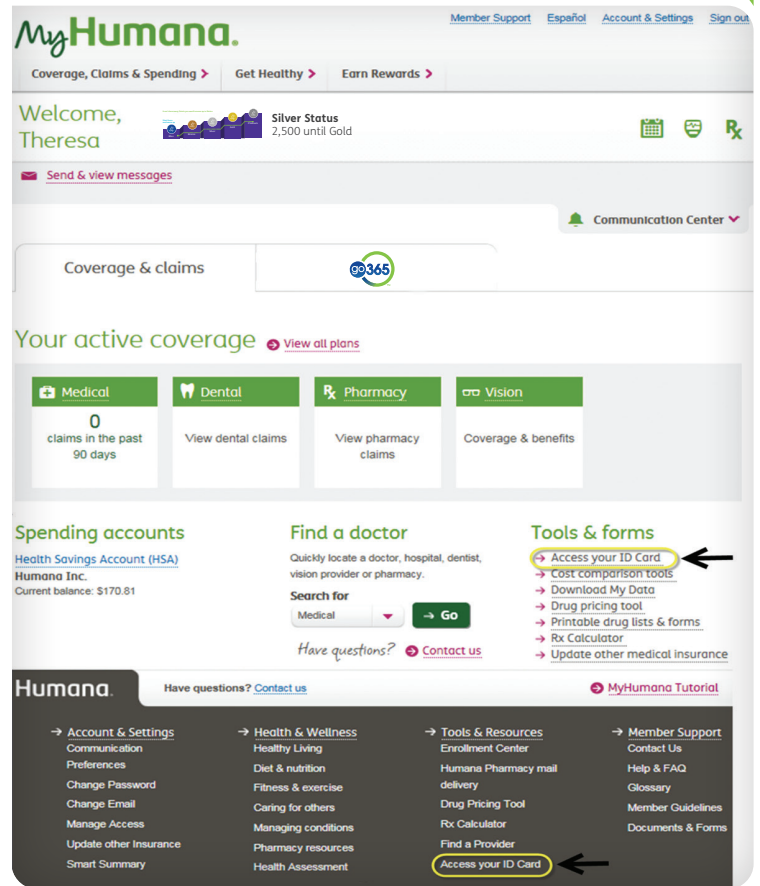 MyHumana.
Member Support Español Account & Settings Sign out
Coverage, Claims & Spending Get Healthy Earn Rewards
Welcome,
Theresa
Silver Status
2,500 until Gold
Rx
Send & view messages
Communication Center
Coverage & claims
go365
Your active coverage View all plans
Medical
0
claims in the past
90 days
Dental
View dental claims
Rx Pharmacy
View pharmacy
claims
Vision
Coverage & benefits
Spending accounts
Health Savings Account (HSA)
Humana Inc.
Current balance: $170.81
Find a doctor
Quickly locate a doctor, hospital, dentist,
vision provider or pharmacy.
Search for
Medical
Go
Have questions? Contact us
Tools & forms
Access your ID Card
Cost comparison tools
Download My Data
Drug pricing tool
Printable drug lists & forms
Rx Calculator
Update other medical insurance
Humana.
Have questions? Contact us
MyHumana Tutorial
Account & Settings
Communication
Preferences
Change Password
Change Email
Manage Access
Update other Insurance
Smart Summary
Health & Wellness
Healthy Living
Diet & nutrition
Fitness & exercise
Caring for others
Managing conditions
Pharmacy resources
Health Assessment
Tools & Resources
Enrollment Center
Humana Pharmacy mail
delivery
Drug Pricing Tool
Rx Calculator
Find a Provider
Access your ID Card
Member Support
Contact Us
Help & FAQ
Glossary
Member Guidelines
Documents & Forms